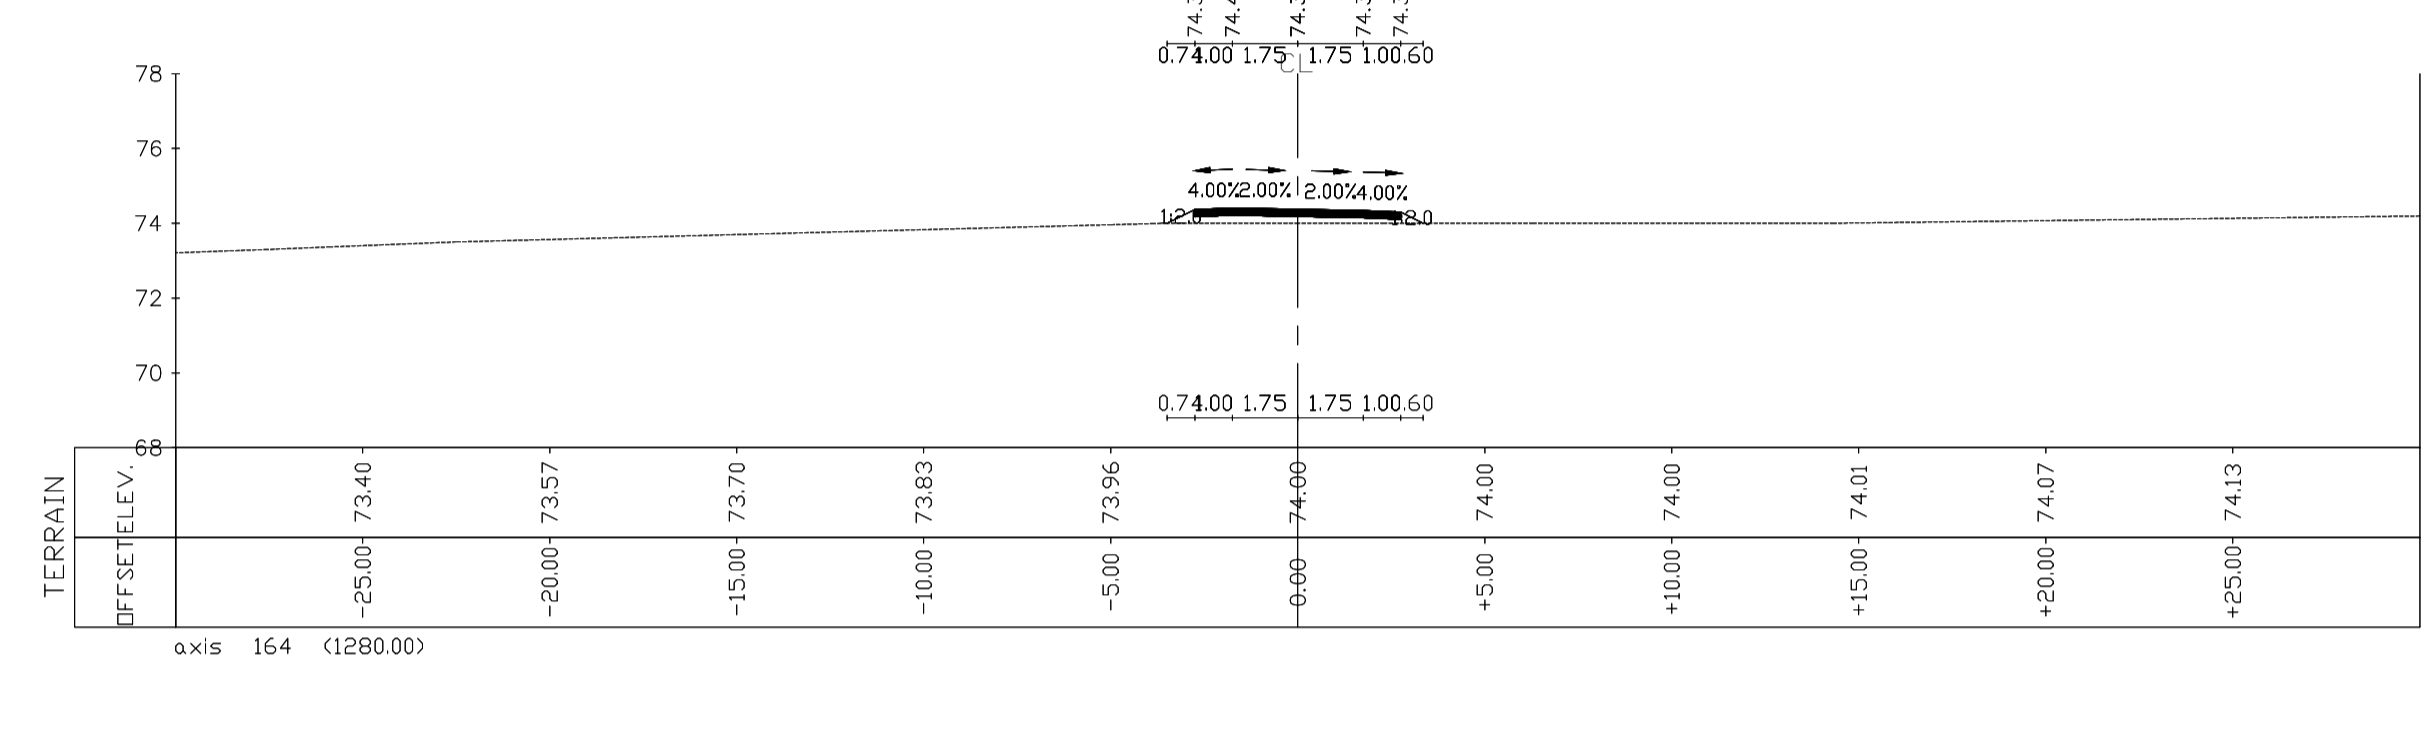 0.74 1.00 1.75 1.75 1.00 0.60
CL
78
76
4.00% 2.00% 2.00% 4.00%
74
72
70
0.74 1.00 1.75 1.75 1.00 0.60
68
TERRAIN
ELEV. 73.40 73.57 73.70 73.83 73.96 74.00 74.00 74.00 74.01 74.07 74.13
OFFSET -25.00 -20.00 -15.00 -10.00 -5.00 0.00 +5.00 +10.00 +15.00 +20.00 +25.00
axis 164 (1280.00)